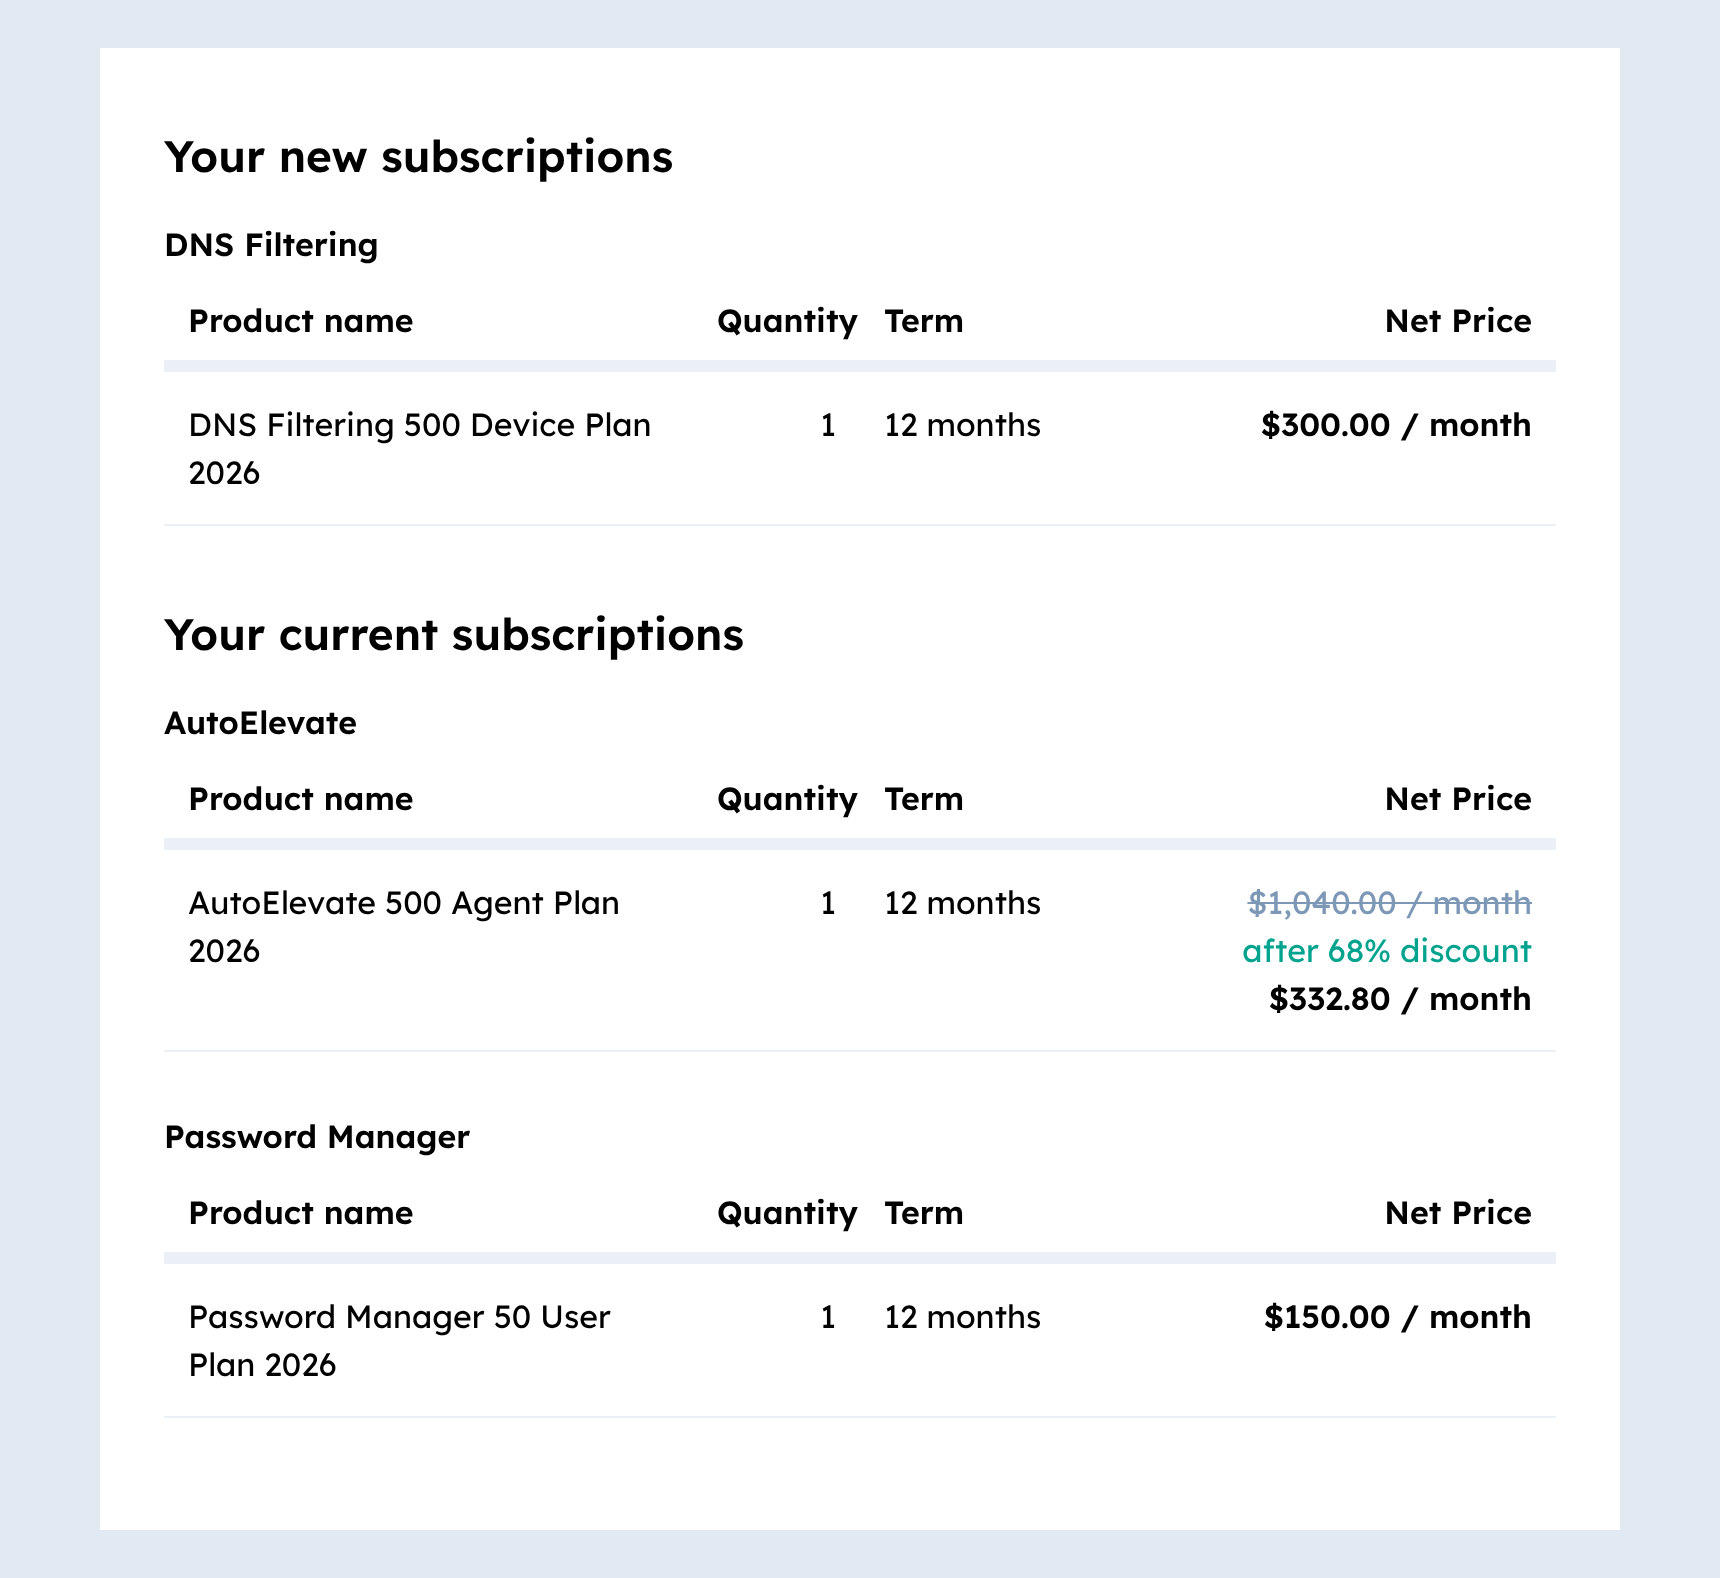 Your new subscriptions
DNS Filtering
Product name Quantity Term Net Price
DNS Filtering 500 Device Plan 1 12 months $300.00 / month
2026
Your current subscriptions
AutoElevate
Product name Quantity Term Net Price
AutoElevate 500 Agent Plan 1 12 months $1,040.00 / month
2026 after 68% discount
$332.80 / month
Password Manager
Product name Quantity Term Net Price
Password Manager 50 User 1 12 months $150.00 / month
Plan 2026